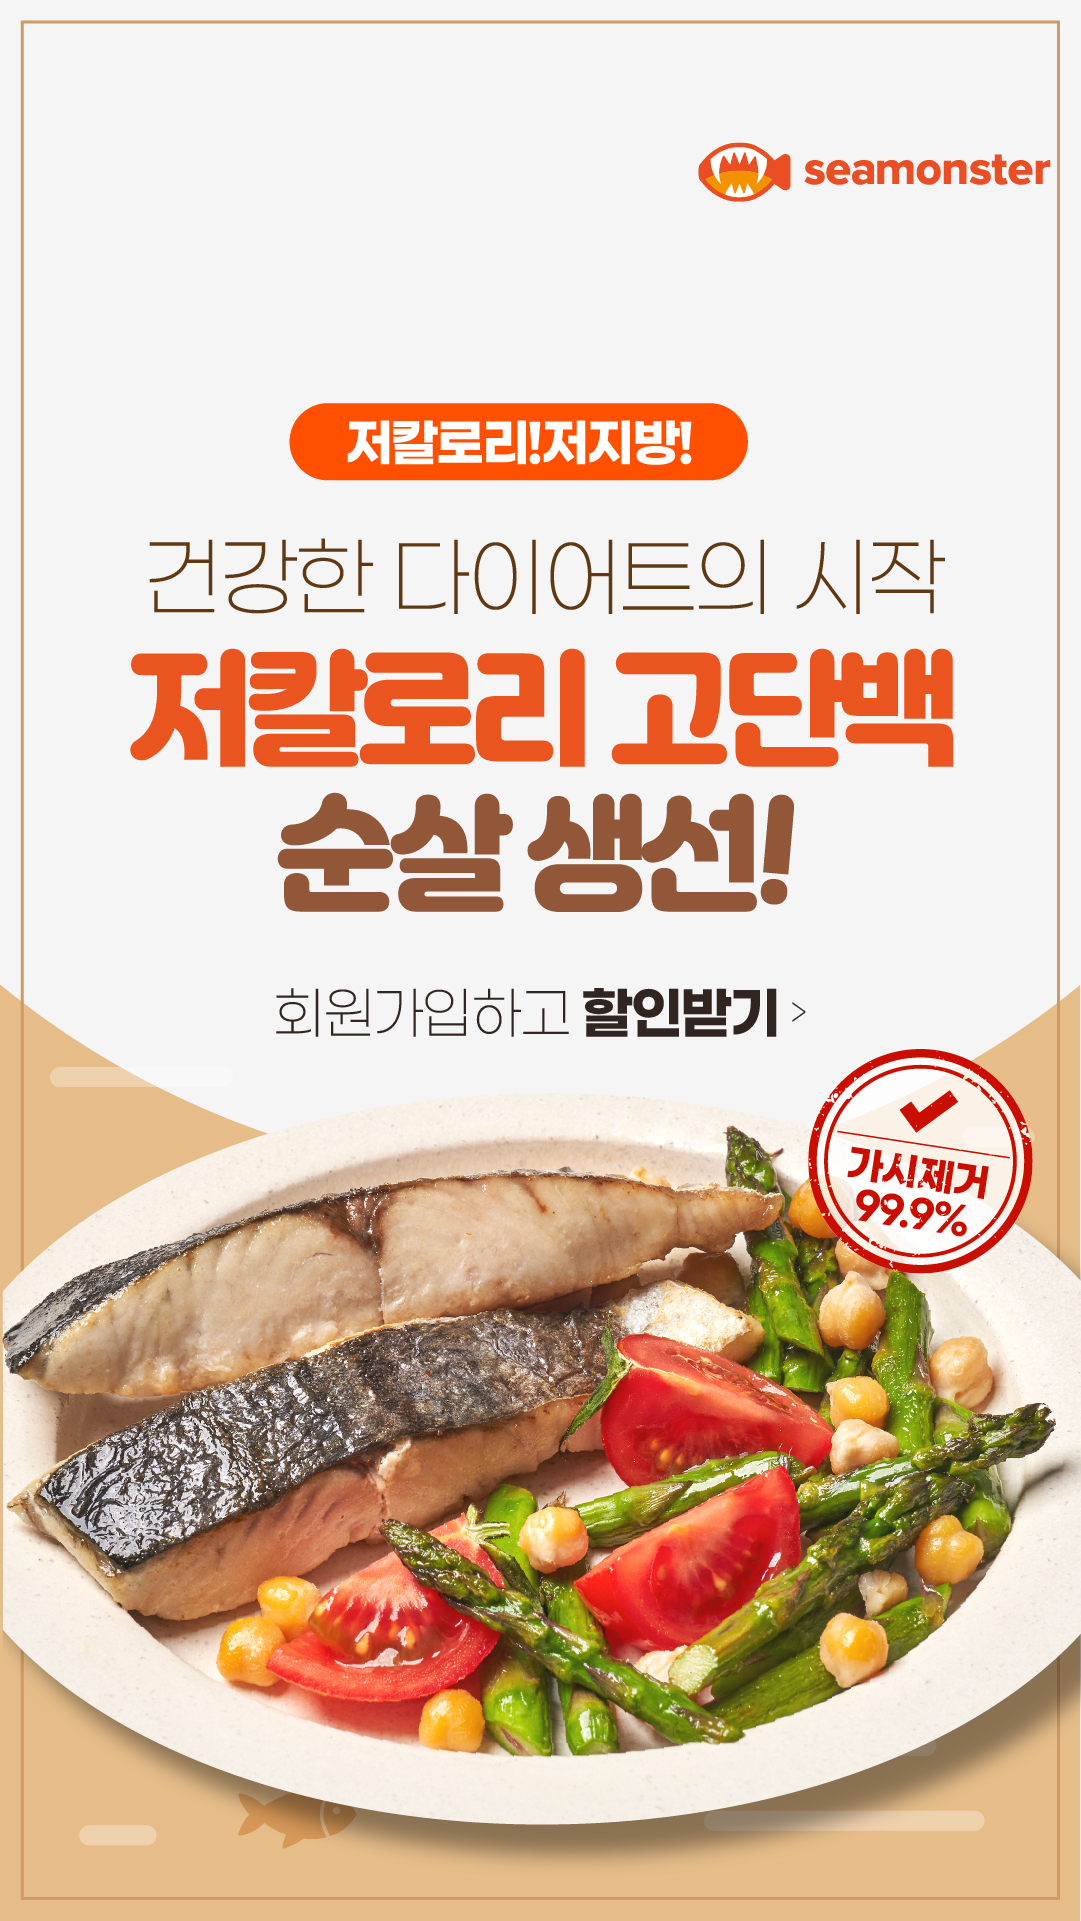 seamonster
저칼로리!저지방!
건강한 다이어트의 시작
저칼로리 고단백
순살 생선!
회원가입하고 할인받기 >
가시제거
99.9%